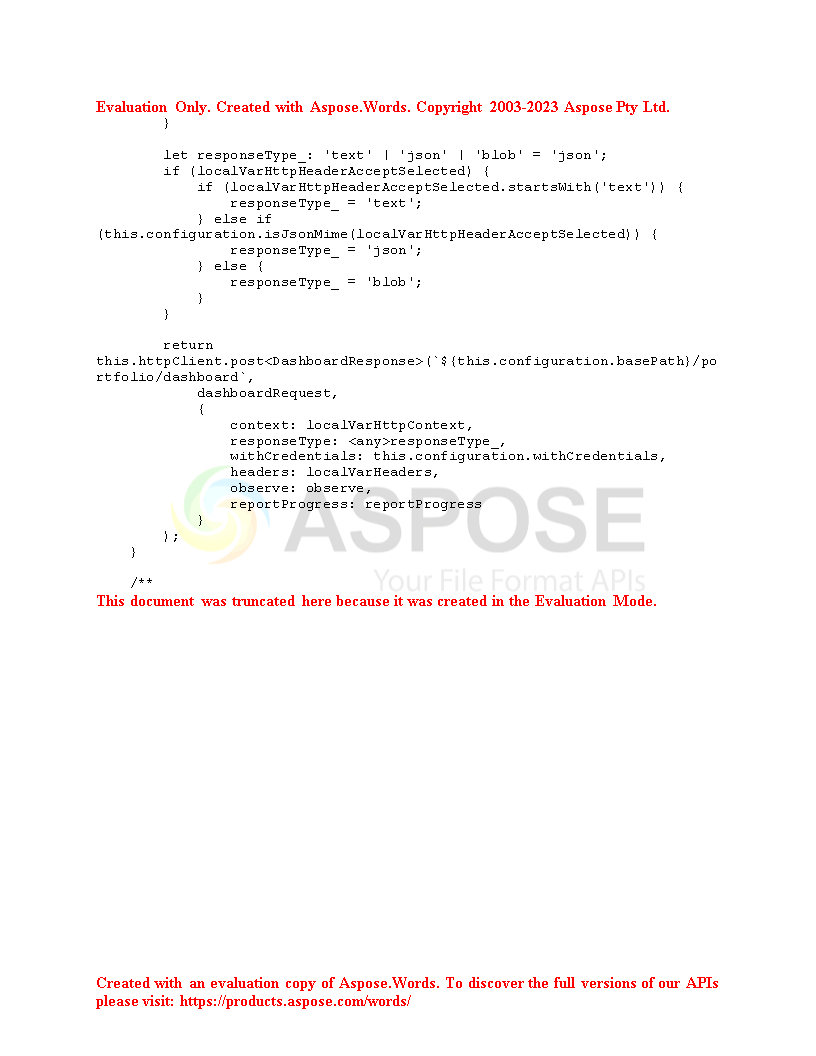 Evaluation Only. Created with Aspose.Words. Copyright 2003-2023 Aspose Pty Ltd.
        }

        let responseType_: 'text' | 'json' | 'blob' = 'json';
        if (localVarHttpHeaderAcceptSelected) {
            if (localVarHttpHeaderAcceptSelected.startsWith('text')) {
                responseType_ = 'text';
            } else if
(this.configuration.isJsonMime(localVarHttpHeaderAcceptSelected)) {
                responseType_ = 'json';
            } else {
                responseType_ = 'blob';
            }
        }

        return
this.httpClient.post<DashboardResponse>(`${this.configuration.basePath}/po
rtfolio/dashboard`,
            dashboardRequest,
            {
                context: localVarHttpContext,
                responseType: <any>responseType_,
                withCredentials: this.configuration.withCredentials,
                headers: localVarHeaders,
                observe: observe,
                reportProgress: reportProgress
            }
        );
    }
ASPOSE
Your File Format APIs

    /**
This document was truncated here because it was created in the Evaluation Mode.
Created with an evaluation copy of Aspose.Words. To discover the full versions of our APIs
please visit: https://products.aspose.com/words/